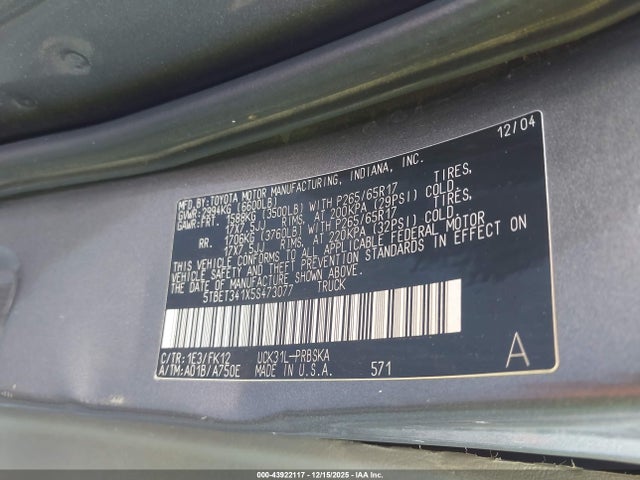 12/04
MFD.BY:TOYOTA MOTOR MANUFACTURING, INDIANA, INC.
GVWR:2994KG (6600LB)
GAWR:FRT. 1588KG (3500LB) WITH P265/65R17 TIRES,
17X7.5JJ RIMS, AT 200KPA (29PSI) COLD.
RR. 1706KG (3760LB) WITH P265/65R17 TIRES,
17X7.5JJ RIMS, AT 220KPA (32PSI) COLD.
THIS VEHICLE CONFORMS TO ALL APPLICABLE FEDERAL MOTOR
VEHICLE SAFETY AND THEFT PREVENTION STANDARDS IN EFFECT ON
THE DATE OF MANUFACTURE SHOWN ABOVE.
5TBET341X5S473077 TRUCK
C/TR:1E3/FK12 UCK31L-PRBSKA
A/TM:A01B/A750E MADE IN U.S.A. 571
A
000-43922117 - 12/15/2025 - IAAI, Inc.